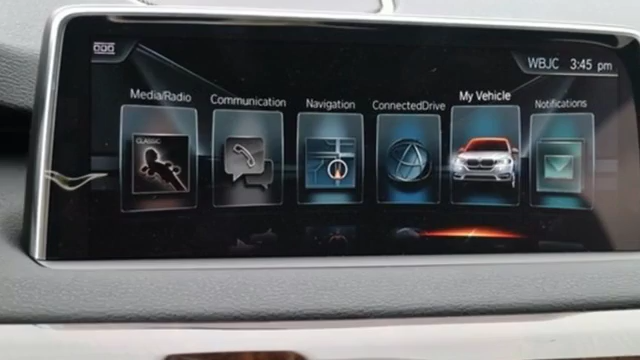 WBJC 3:45 pm
Media/Radio
Communication
Navigation
ConnectedDrive
My Vehicle
Notifications
CLASSIC